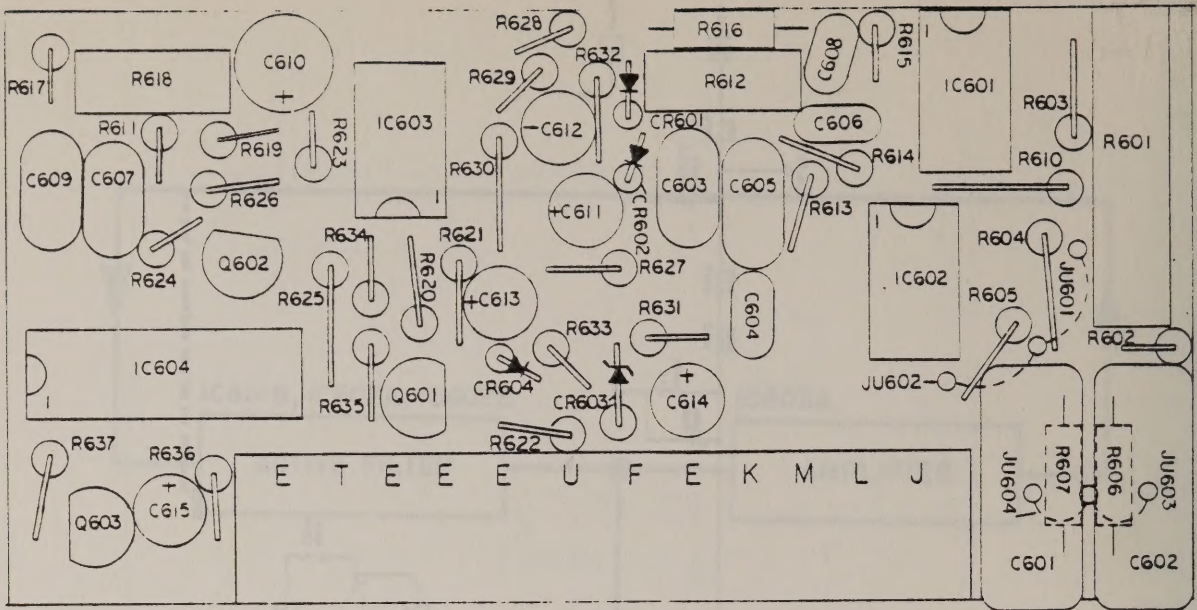 R628
R616
R615
C608
R617
R618
C610
+
R629
R632
R612
IC601
R603
R611
IC603
-C612
CR601
C606
R601
R619
R623
R630
R614
R610
C609
C607
R626
C603
C605
R613
1
+C611
CR602
1
R624
Q602
R634
R621
R627
R604
IC602
JU601
R625
R620
+C613
R631
C604
R605
R633
R602
IC604
CR604
JU602
+
1
R635
Q601
CR603
C614
R637
R636
R622
E T E E E U F E K M L J
+
Q603
C615
JU604
R607
R606
JU603
C601
C602